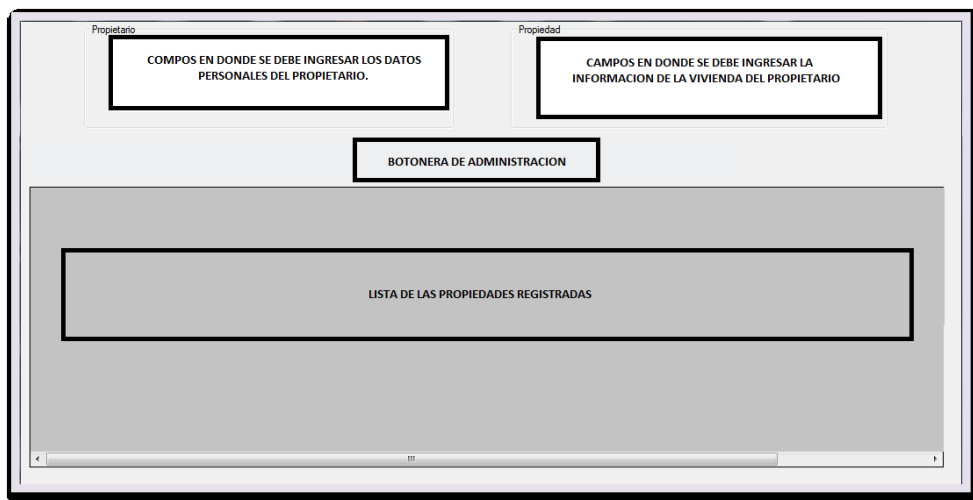 Propietario
COMPOS EN DONDE SE DEBE INGRESAR LOS DATOS
PERSONALES DEL PROPIETARIO.
Propiedad
CAMPOS EN DONDE SE DEBE INGRESAR LA
INFORMACION DE LA VIVIENDA DEL PROPIETARIO
BOTONERA DE ADMINISTRACION
LISTA DE LAS PROPIEDADES REGISTRADAS